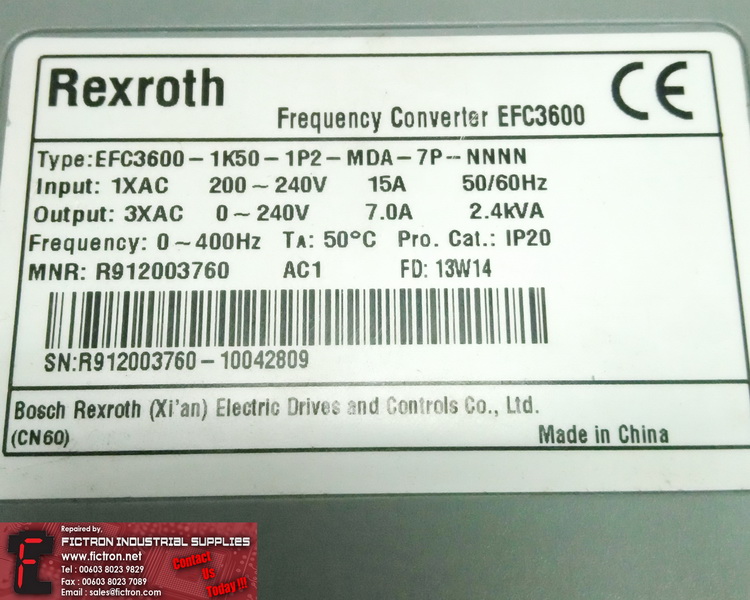 Rexroth
CE
Frequency Converter EFC3600
Type:EFC3600-1K50-1P2-MDA-7P-NNNN
Input: 1XAC 200~240V 15A 50/60Hz
Output: 3XAC 0~240V 7.0A 2.4kVA
Frequency: 0~400Hz TA: 50°C Pro. Cat.: IP20
MNR: R912003760 AC1 FD: 13W14
SN:R912003760-10042809
Bosch Rexroth (Xi'an) Electric Drives and Controls Co., Ltd.
(CN60) Made in China
Repaired by,
FICTRON INDUSTRIAL SUPPLIES
www.fictron.net
Tel : 00603 8023 9829
Fax : 00603 8023 7089
Email : sales@fictron.com
Contact
Us
Today !!!